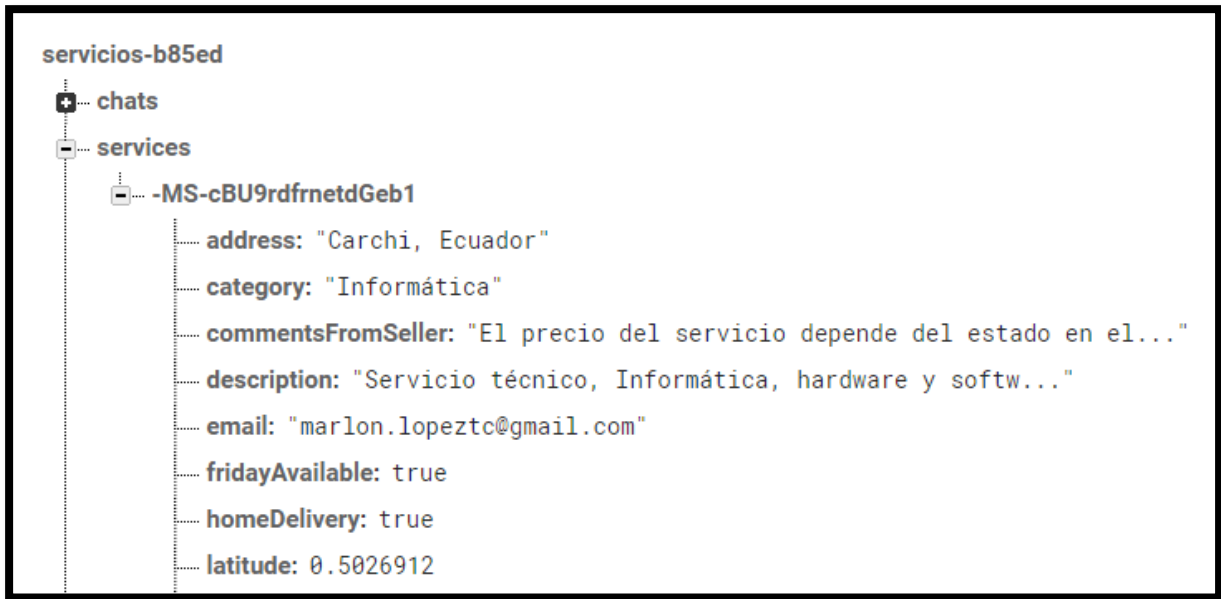 servicios-b85ed
chats
services
-MS-cBU9rdfrnetdGeb1
address: "Carchi, Ecuador"
category: "Informática"
commentsFromSeller: "El precio del servicio depende del estado en el..."
description: "Servicio técnico, Informática, hardware y softw..."
email: "marlon.lopeztc@gmail.com"
fridayAvailable: true
homeDelivery: true
latitude: 0.5026912